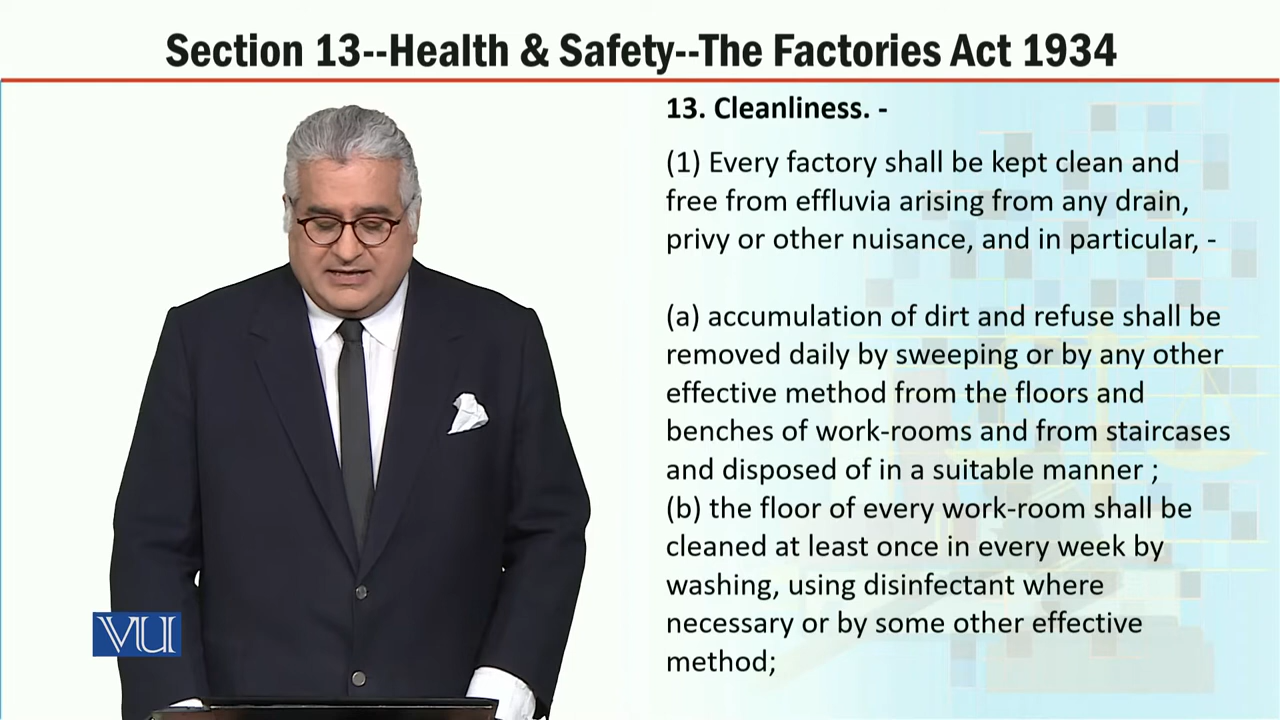 Section 13--Health & Safety--The Factories Act 1934
13. Cleanliness. -
(1) Every factory shall be kept clean and
free from effluvia arising from any drain,
privy or other nuisance, and in particular, -
(a) accumulation of dirt and refuse shall be
removed daily by sweeping or by any other
effective method from the floors and
benches of work-rooms and from staircases
and disposed of in a suitable manner ;
(b) the floor of every work-room shall be
cleaned at least once in every week by
washing, using disinfectant where
necessary or by some other effective
method;
VU